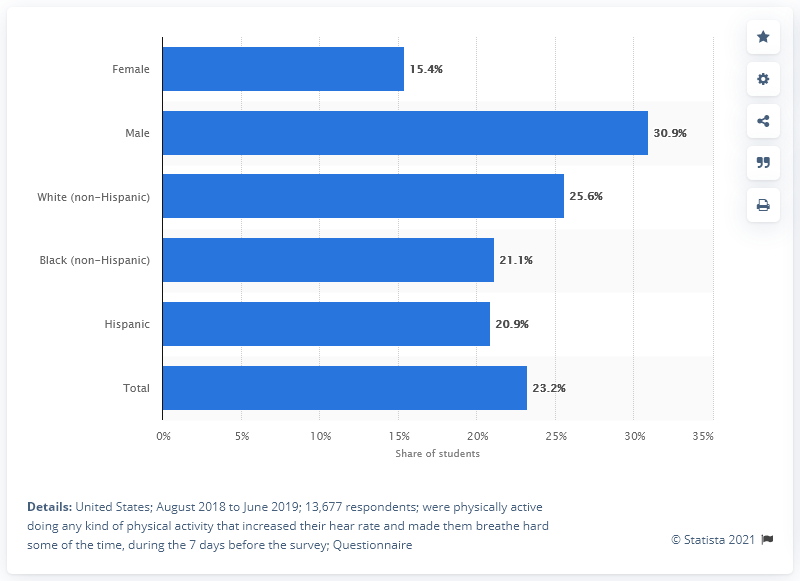 Female 15.4%
Male 30.9%
White (non-Hispanic) 25.6%
Black (non-Hispanic) 21.1%
Hispanic 20.9%
Total 23.2%
0% 5% 10% 15% 20% 25% 30% 35%
Share of students
Details: United States; August 2018 to June 2019; 13,677 respondents; were physically active
doing any kind of physical activity that increased their hear rate and made them breathe hard
some of the time, during the 7 days before the survey; Questionnaire
© Statista 2021